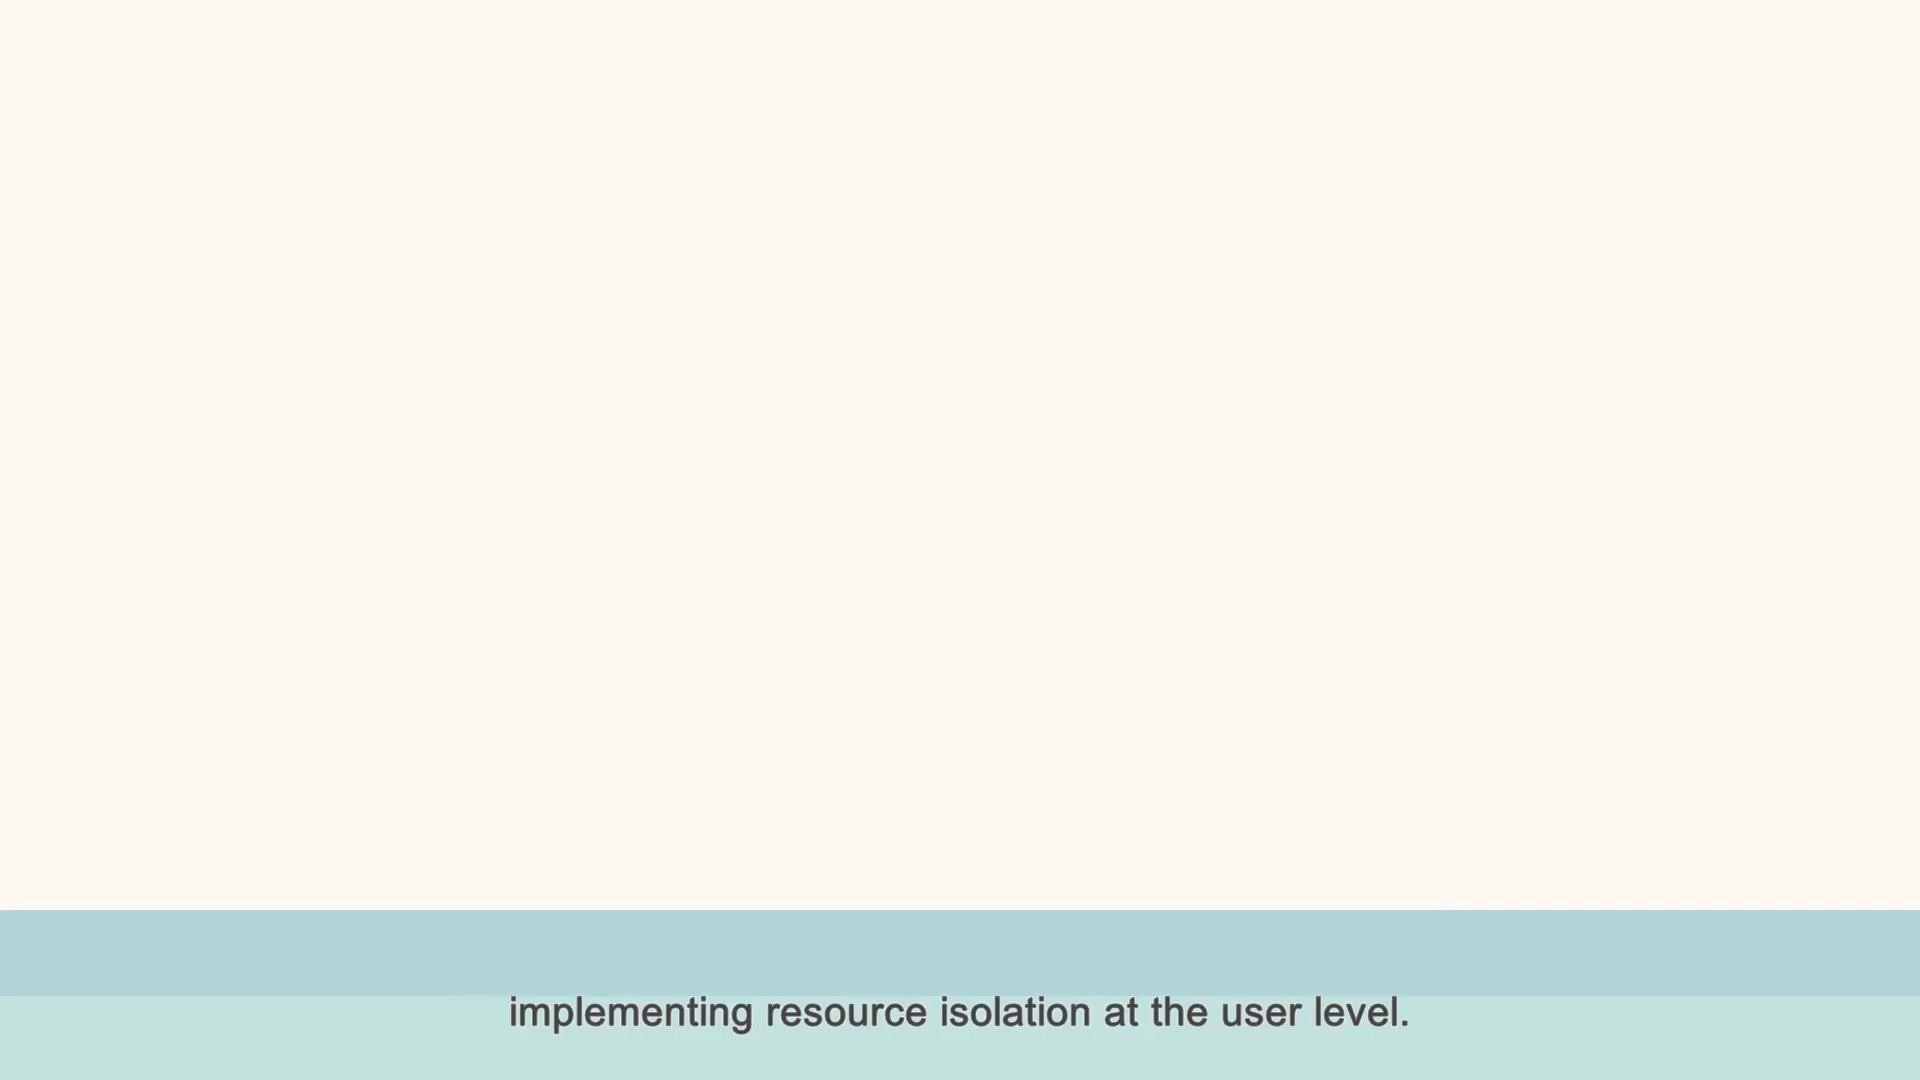 implementing resource isolation at the user level.